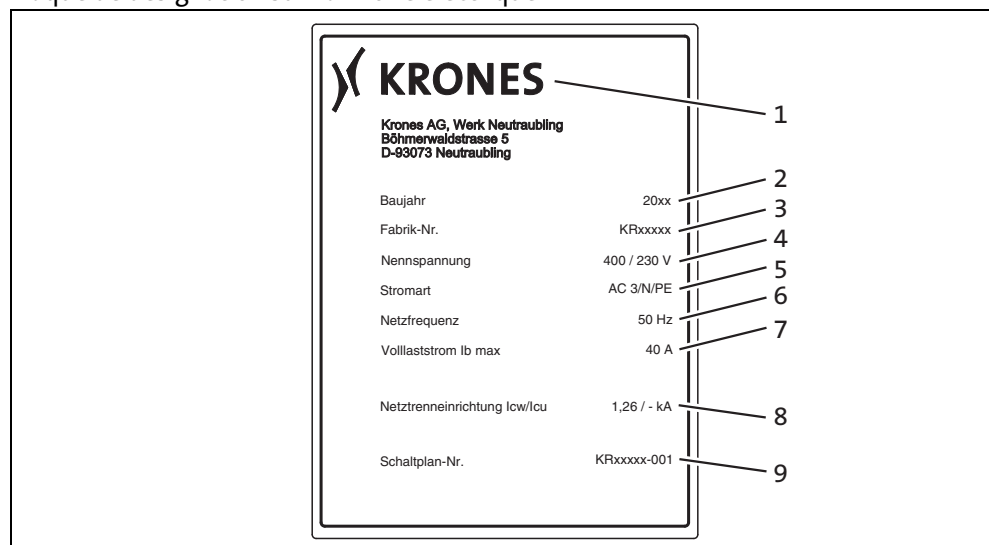 KRONES
1
Krones AG, Werk Neutraubling
Böhmerwaldstrasse 5
D-93073 Neutraubling
Baujahr 20xx 2
Fabrik-Nr. KRxxxxx 3
Nennspannung 400 / 230 V 4
Stromart AC 3/N/PE 5
Netzfrequenz 50 Hz 6
Volllaststrom Ib max 40 A 7
Netztrenneinrichtung Icw/Icu 1,26 / - kA 8
Schaltplan-Nr. KRxxxxx-001 9